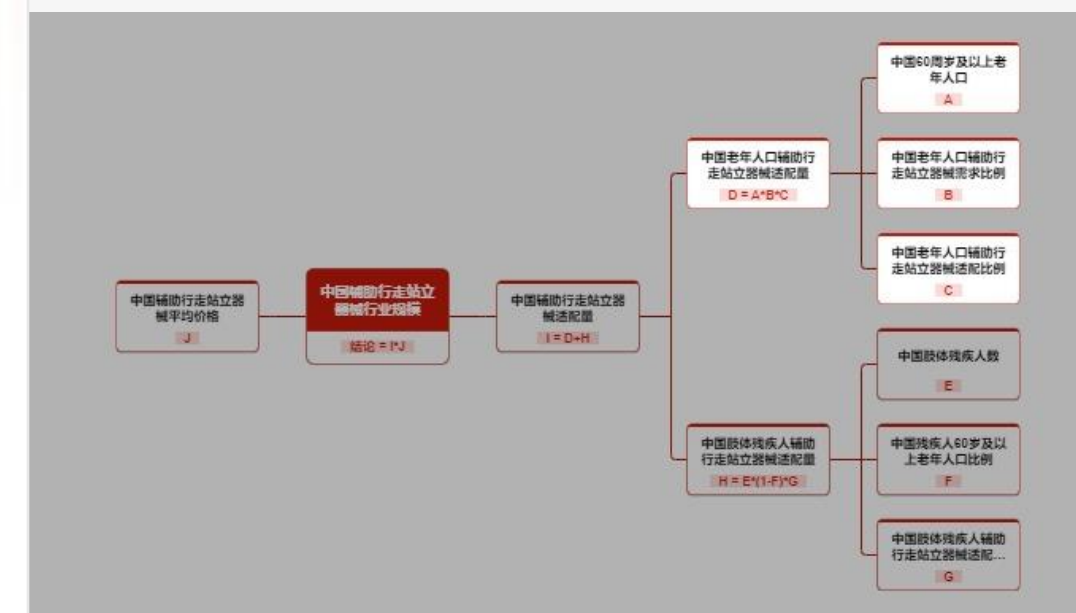 中国60周岁及以上老
年人口
A
中国老年人口辅助行
走站立器械适配量
D = A*B*C
中国老年人口辅助行
走站立器械需求比例
B
中国老年人口辅助行
走站立器械适配比例
C
中国辅助行走站立器
械平均价格
J
中国辅助行走站立
器械行业规模
结论 = I*J
中国辅助行走站立器
械适配量
I = D+H
中国肢体残疾人数
E
中国肢体残疾人辅助
行走站立器械适配量
H = E*(1-F)*G
中国残疾人60岁及以
上老年人口比例
F
中国肢体残疾人辅助
行走站立器械适配...
G